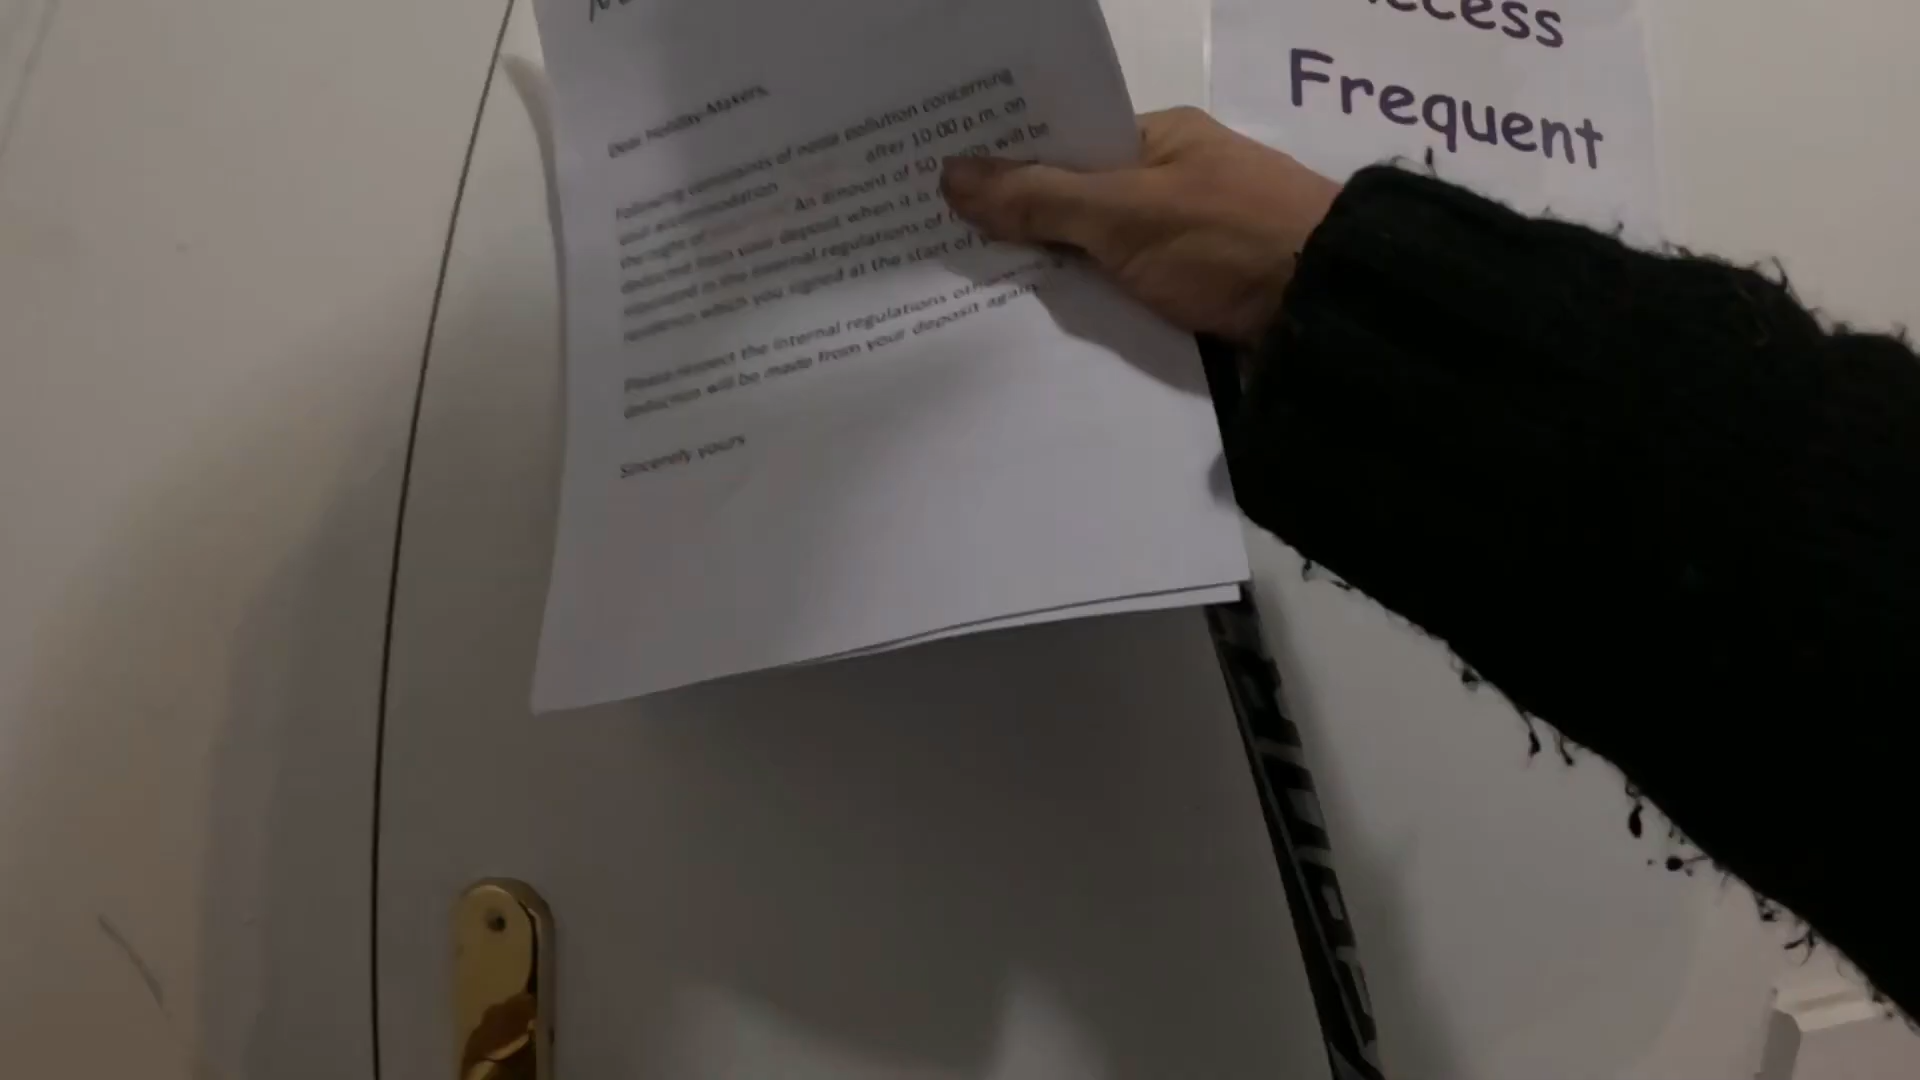 Dear Holiday-Makers,
Following complaints of noise pollution concerning
your accommodation after 10:00 p.m. on
the night of An amount of 50 euros will be
deducted from your deposit when it is
in the internal regulations of
residence which you signed at the start of
Please respect the internal regulations otherwise a
deduction will be made from your deposit again.
Sincerely yours
Access
Frequent